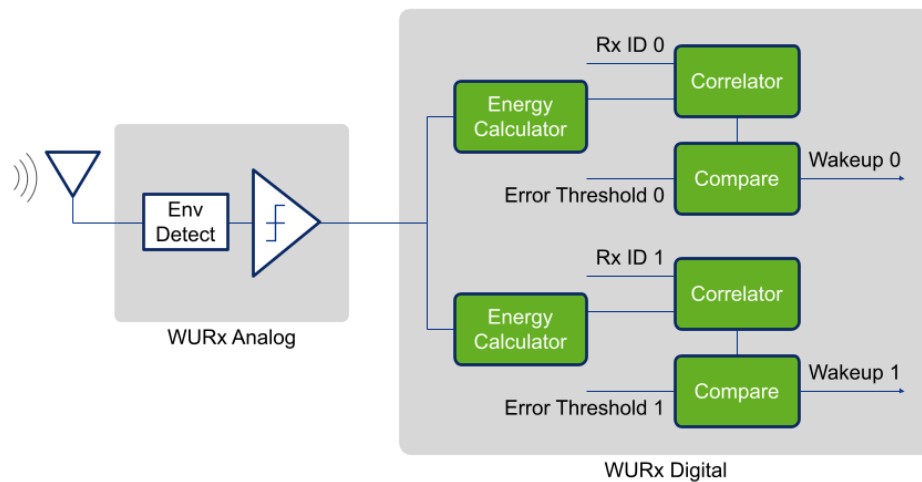 Rx ID 0
Correlator
Energy
Calculator
Wakeup 0
Compare
Error Threshold 0
Env
Detect
Rx ID 1
Correlator
Energy
Calculator
WURx Analog
Wakeup 1
Compare
Error Threshold 1
WURx Digital